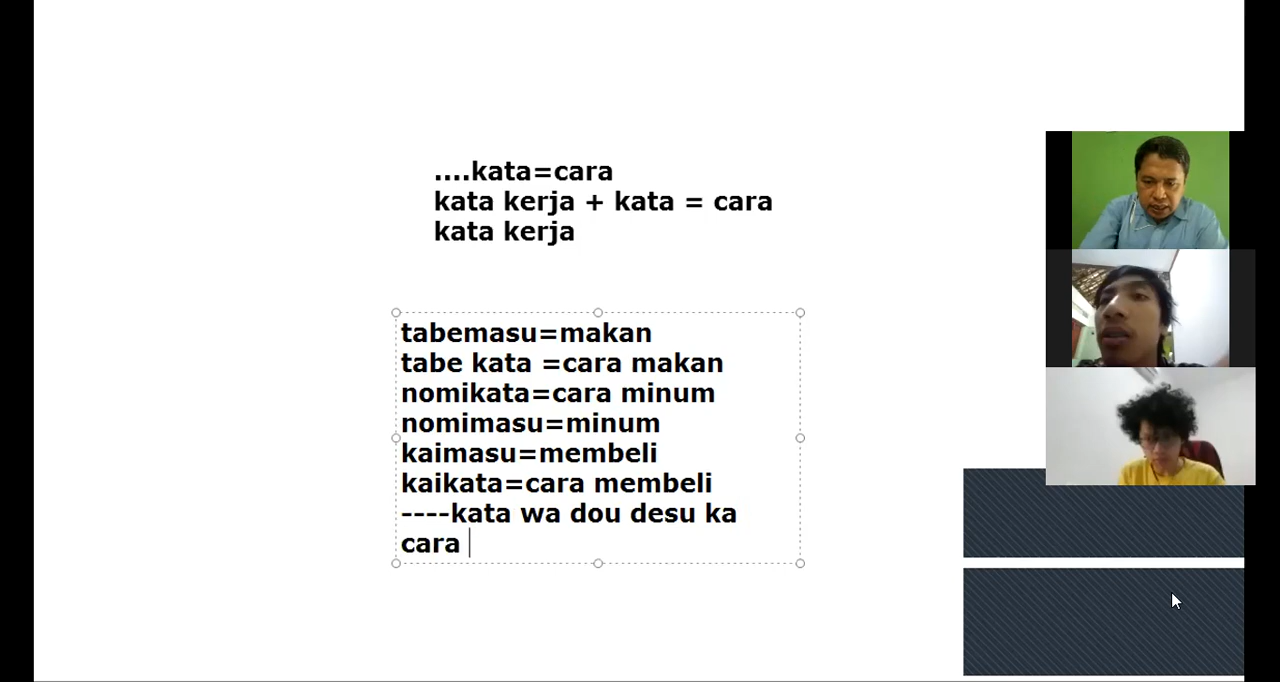 ....kata=cara
kata kerja + kata = cara
kata kerja
tabemasu=makan
tabe kata =cara makan
nomikata=cara minum
nomimasu=minum
kaimasu=membeli
kaikata=cara membeli
----kata wa dou desu ka
cara